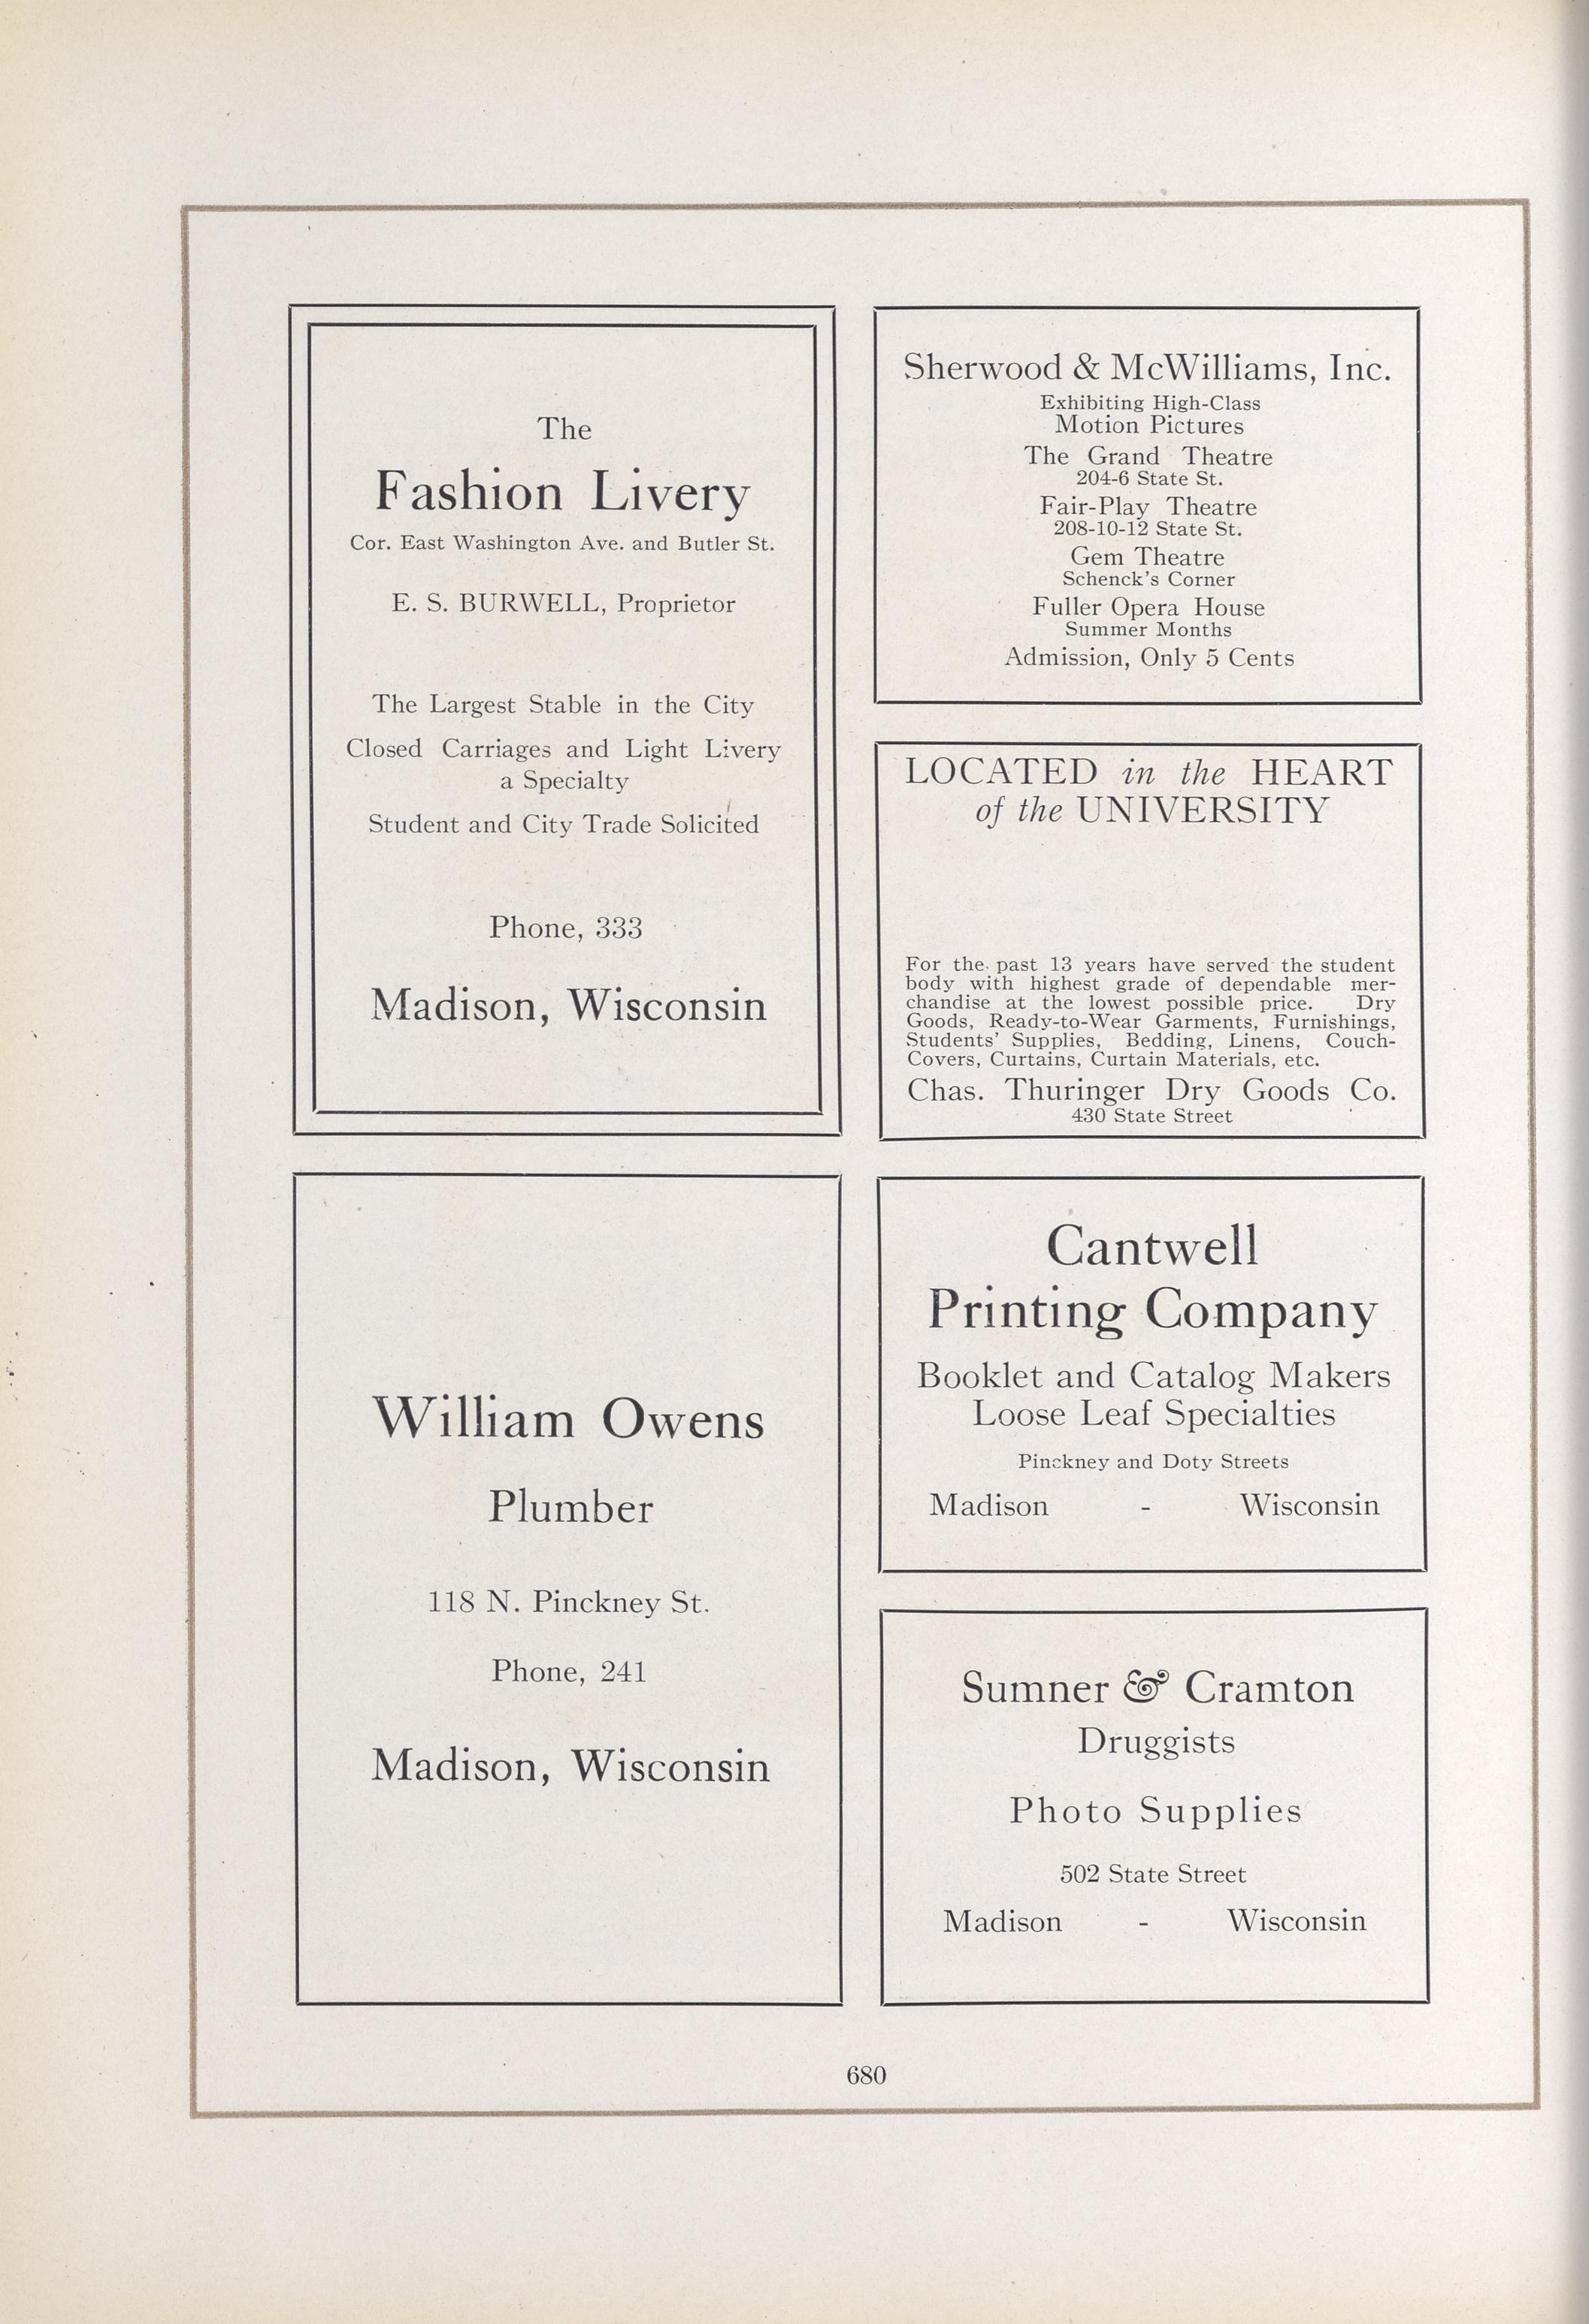 The
Fashion Livery
Cor. East Washington Ave. and Butler St.
E. S. BURWELL, Proprietor
The Largest Stable in the City
Closed Carriages and Light Livery
a Specialty
Student and City Trade Solicited
Phone, 333
Madison, Wisconsin
William Owens
Plumber
118 N. Pinckney St.
Phone, 241
Madison, Wisconsin
Sherwood & McWilliams, Inc.
Exhibiting High-Class
Motion Pictures
The Grand Theatre
204-6 State St.
Fair-Play Theatre
208-10-12 State St.
Gem Theatre
Schenck's Corner
Fuller Opera House
Summer Months
Admission, Only 5 Cents
LOCATED in the HEART
of the UNIVERSITY
For the past 13 years have served the student
body with highest grade of dependable mer-
chandise at the lowest possible price. Dry
Goods, Ready-to-Wear Garments, Furnishings,
Students' Supplies, Bedding, Linens, Couch-
Covers, Curtains, Curtain Materials, etc.
Chas. Thuringer Dry Goods Co.
430 State Street
Cantwell
Printing Company
Booklet and Catalog Makers
Loose Leaf Specialties
Pinckney and Doty Streets
Madison - Wisconsin
Sumner & Cramton
Druggists
Photo Supplies
502 State Street
Madison - Wisconsin
680